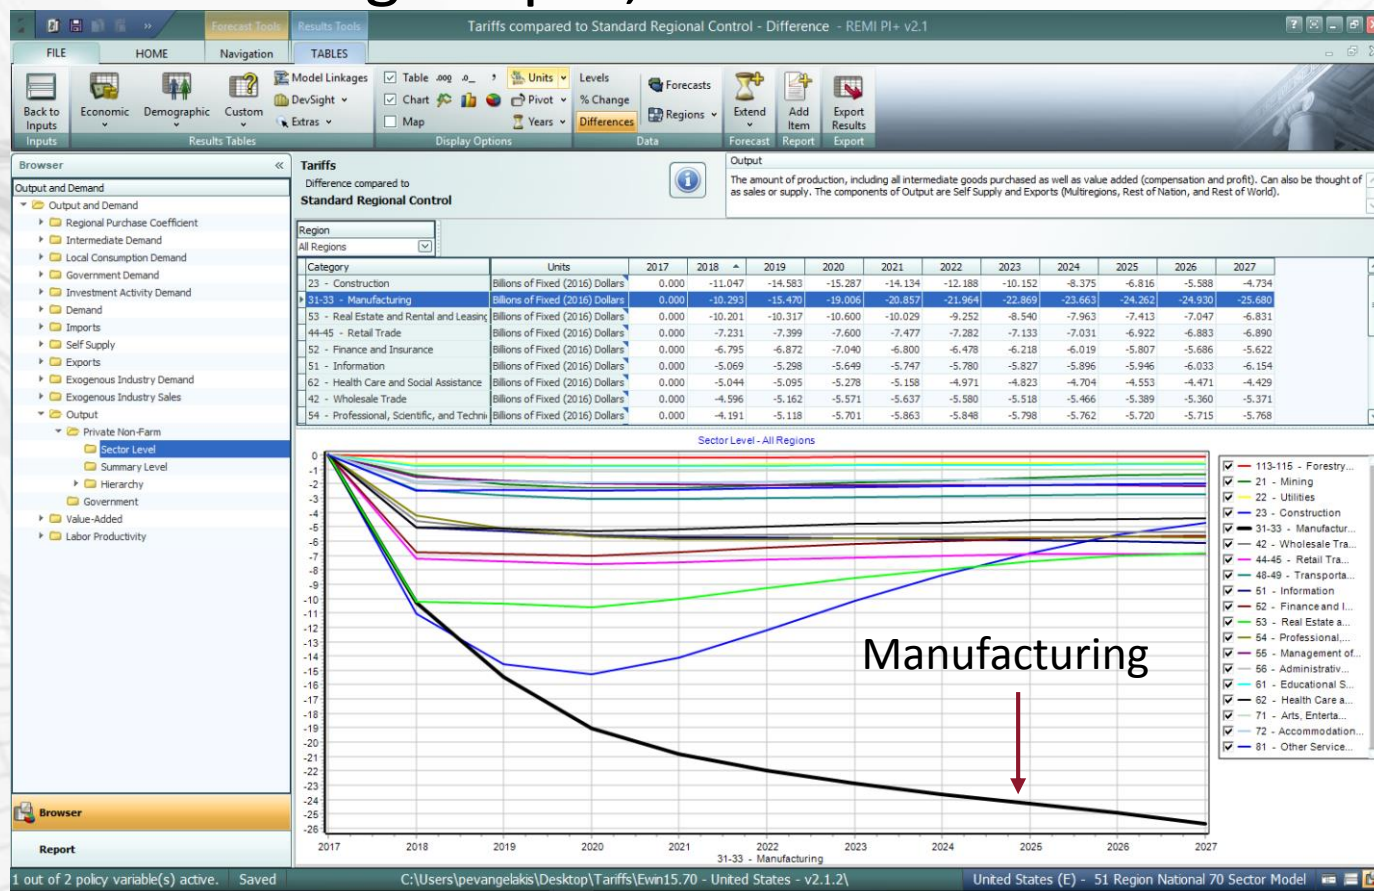 Forecast Tools Results Tools Tariffs compared to Standard Regional Control - Difference - REMI PI+ v2.1
FILE HOME Navigation TABLES
Back to Inputs
Economic
Demographic
Custom
Model Linkages
DevSight
Extras
Table
Chart
Map
Units
Pivot
Years
Levels
% Change
Differences
Forecasts
Regions
Extend
Add Item
Export Results
Inputs Results Tables Display Options Data Forecast Report Export
Browser
Output and Demand
Output and Demand
Regional Purchase Coefficient
Intermediate Demand
Local Consumption Demand
Government Demand
Investment Activity Demand
Demand
Imports
Self Supply
Exports
Exogenous Industry Demand
Exogenous Industry Sales
Output
Private Non-Farm
Sector Level
Summary Level
Hierarchy
Government
Value-Added
Labor Productivity
Browser
Report
Tariffs
Difference compared to
Standard Regional Control
Output
The amount of production, including all intermediate goods purchased as well as value added (compensation and profit). Can also be thought of
as sales or supply. The components of Output are Self Supply and Exports (Multiregions, Rest of Nation, and Rest of World).
Region
All Regions
Category Units 2017 2018 2019 2020 2021 2022 2023 2024 2025 2026 2027
23 - Construction Billions of Fixed (2016) Dollars 0.000 -11.047 -14.583 -15.287 -14.134 -12.188 -10.152 -8.375 -6.816 -5.588 -4.734
31-33 - Manufacturing Billions of Fixed (2016) Dollars 0.000 -10.293 -15.470 -19.006 -20.857 -21.964 -22.869 -23.663 -24.262 -24.930 -25.680
53 - Real Estate and Rental and Leasing Billions of Fixed (2016) Dollars 0.000 -10.201 -10.317 -10.600 -10.029 -9.252 -8.540 -7.963 -7.413 -7.047 -6.831
44-45 - Retail Trade Billions of Fixed (2016) Dollars 0.000 -7.231 -7.399 -7.600 -7.477 -7.282 -7.133 -7.031 -6.922 -6.883 -6.890
52 - Finance and Insurance Billions of Fixed (2016) Dollars 0.000 -6.795 -6.872 -7.040 -6.800 -6.478 -6.218 -6.019 -5.807 -5.686 -5.622
51 - Information Billions of Fixed (2016) Dollars 0.000 -5.069 -5.298 -5.649 -5.747 -5.780 -5.827 -5.896 -5.946 -6.033 -6.154
62 - Health Care and Social Assistance Billions of Fixed (2016) Dollars 0.000 -5.044 -5.095 -5.278 -5.158 -4.971 -4.823 -4.704 -4.553 -4.471 -4.429
42 - Wholesale Trade Billions of Fixed (2016) Dollars 0.000 -4.596 -5.162 -5.571 -5.637 -5.580 -5.518 -5.466 -5.389 -5.360 -5.371
54 - Professional, Scientific, and Techni Billions of Fixed (2016) Dollars 0.000 -4.191 -5.118 -5.701 -5.863 -5.848 -5.798 -5.762 -5.720 -5.715 -5.768
Sector Level - All Regions
0
-1
-2
-3
-4
-5
-6
-7
-8
-9
-10
-11
-12
-13
-14
-15
-16
-17
-18
-19
-20
-21
-22
-23
-24
-25
-26
2017 2018 2019 2020 2021 2022 2023 2024 2025 2026 2027
31-33 - Manufacturing
Manufacturing
113-115 - Forestry...
21 - Mining
22 - Utilities
23 - Construction
31-33 - Manufactur...
42 - Wholesale Tra...
44-45 - Retail Tra...
48-49 - Transporta...
51 - Information
52 - Finance and I...
53 - Real Estate a...
54 - Professional,...
55 - Management of...
56 - Administrativ...
61 - Educational S...
62 - Health Care a...
71 - Arts, Enterta...
72 - Accommodation...
81 - Other Service...
1 out of 2 policy variable(s) active. Saved C:\Users\pevangelakis\Desktop\Tariffs\Ewin15.70 - United States - v2.1.2\ United States (E) - 51 Region National 70 Sector Model